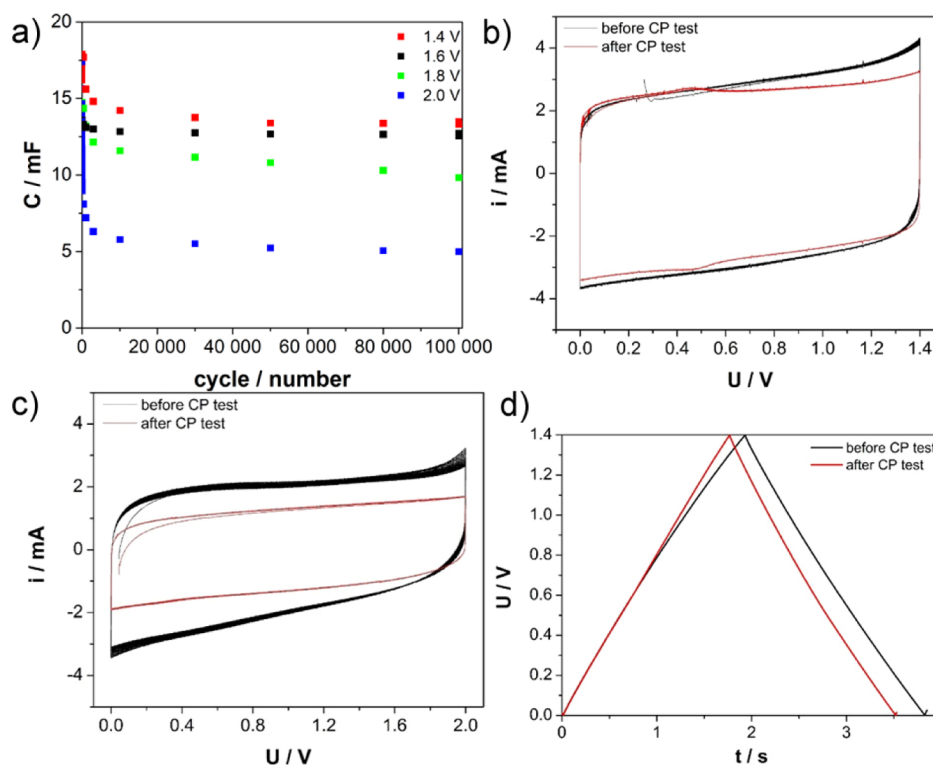 a)
20
15
10
5
0
C / mF
1.4 V
1.6 V
1.8 V
2.0 V
0 20 000 40 000 60 000 80 000 100 000
cycle / number
b)
before CP test
after CP test
4
2
0
-2
-4
i / mA
0.0 0.2 0.4 0.6 0.8 1.0 1.2 1.4
U / V
c)
before CP test
after CP test
4
2
0
-2
-4
i / mA
0.0 0.4 0.8 1.2 1.6 2.0
U / V
d)
before CP test
after CP test
1.4
1.2
1.0
0.8
0.6
0.4
0.2
0.0
U / V
0 1 2 3
t / s